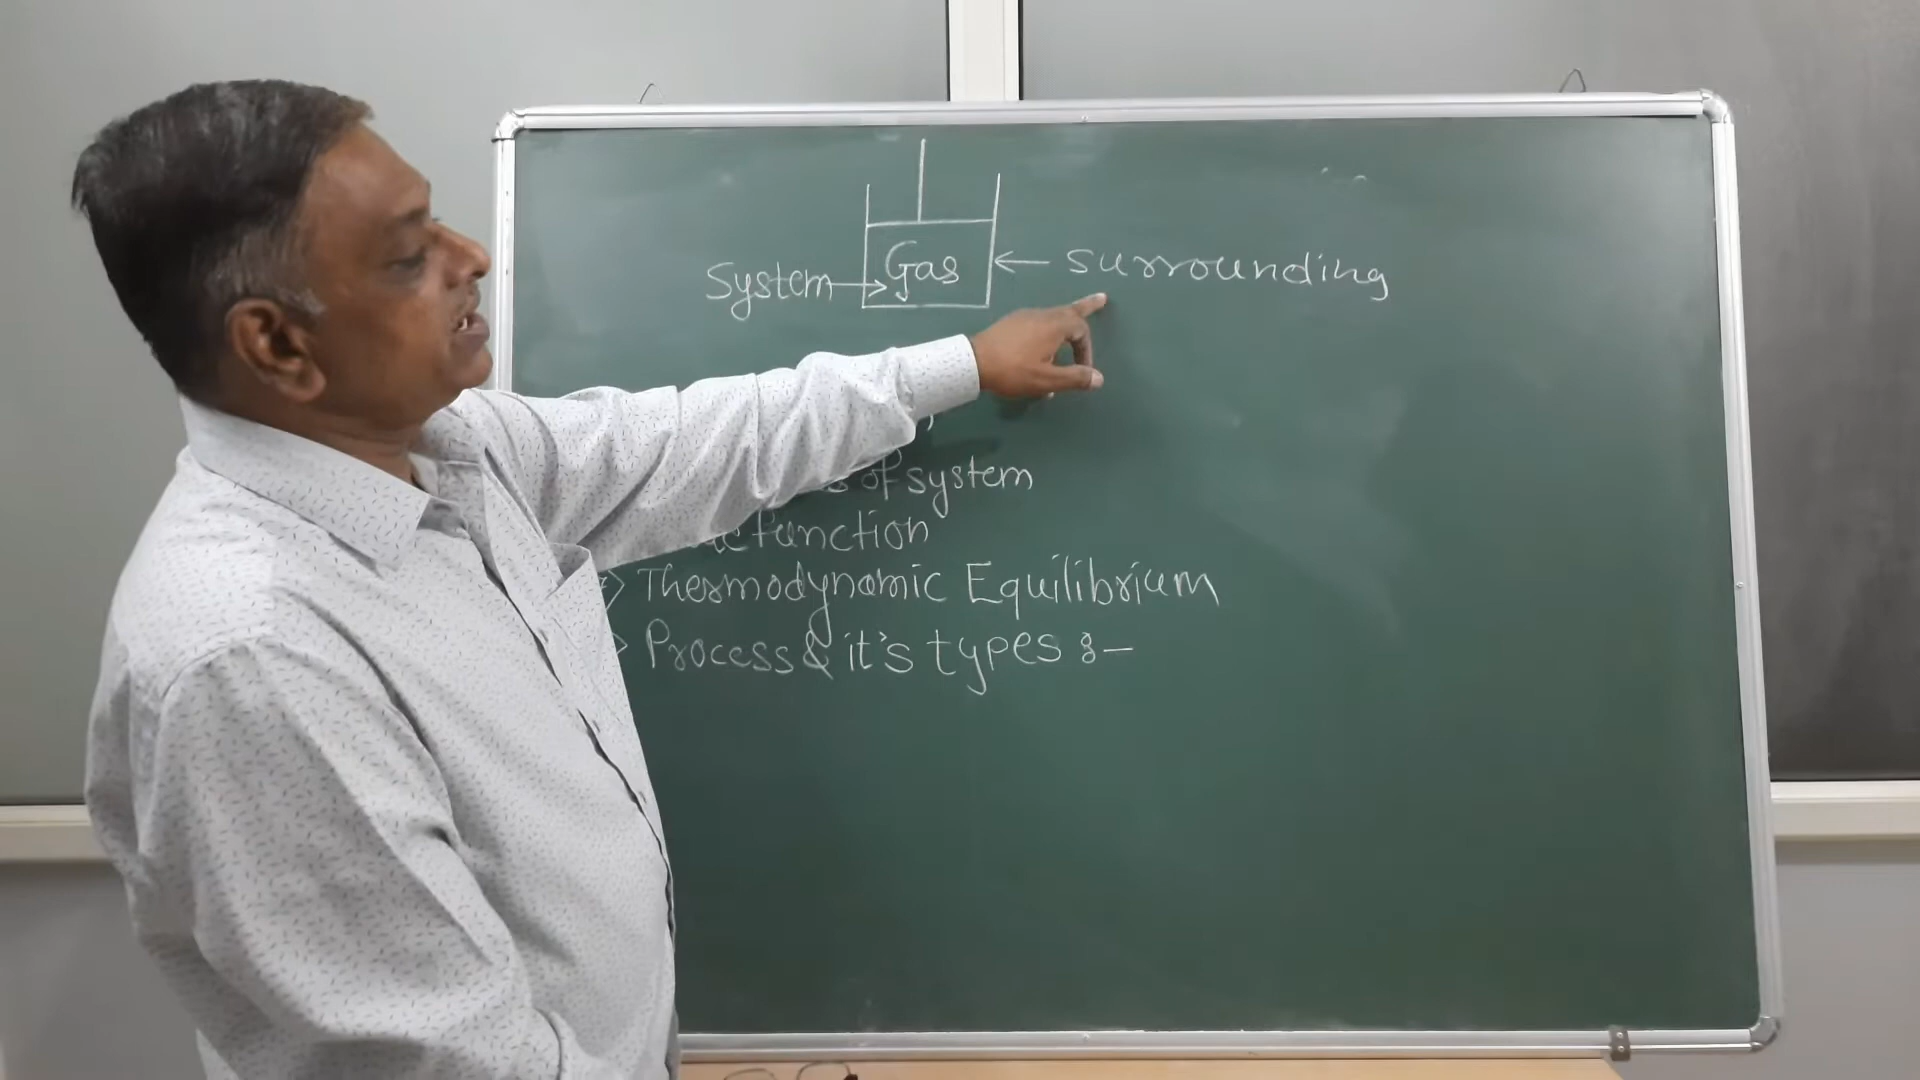 Gas
System
surrounding
of system
function
Thermodynamic Equilibrium
Process & it's types :-